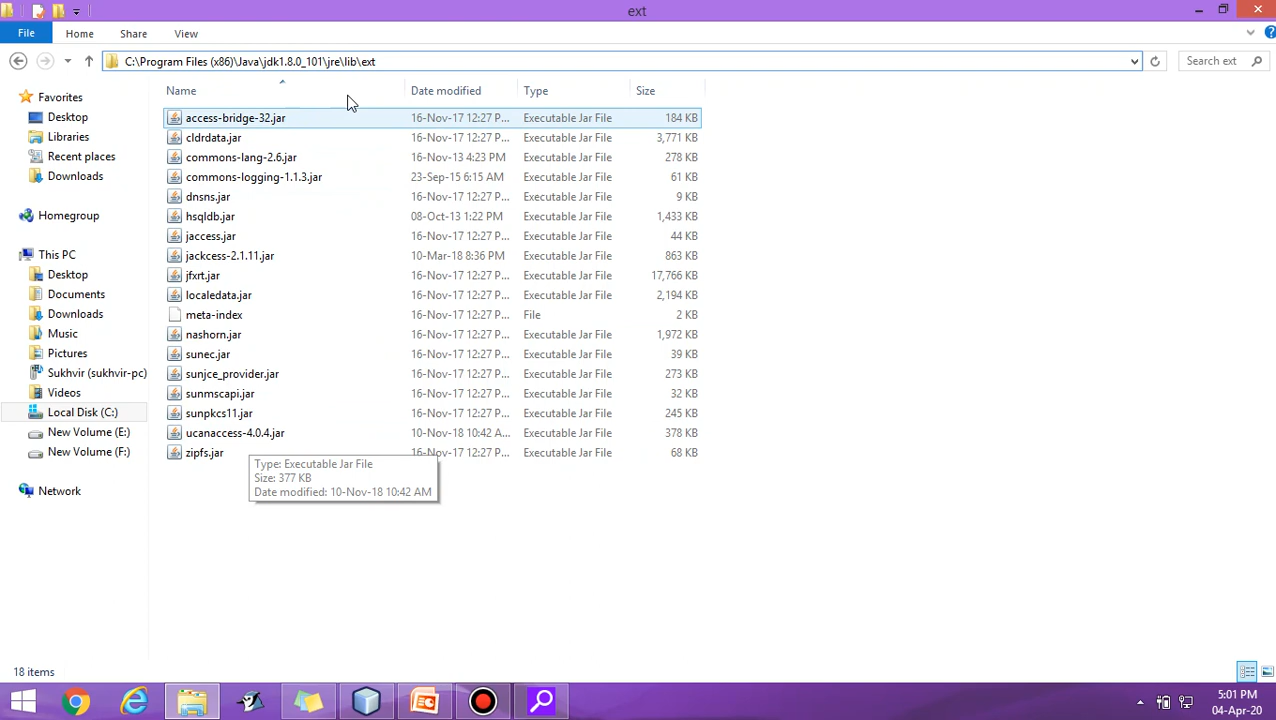 ext
File Home Share View
C:\Program Files (x86)\Java\jdk1.8.0_101\jre\lib\ext
Search ext
Name Date modified Type Size
Favorites
Desktop
Libraries
Recent places
Downloads
Homegroup
This PC
Desktop
Documents
Downloads
Music
Pictures
Sukhvir (sukhvir-pc)
Videos
Local Disk (C:)
New Volume (E:)
New Volume (F:)
Network
access-bridge-32.jar 16-Nov-17 12:27 P... Executable Jar File 184 KB
cldrdata.jar 16-Nov-17 12:27 P... Executable Jar File 3,771 KB
commons-lang-2.6.jar 16-Nov-13 4:23 PM Executable Jar File 278 KB
commons-logging-1.1.3.jar 23-Sep-15 6:15 AM Executable Jar File 61 KB
dnsns.jar 16-Nov-17 12:27 P... Executable Jar File 9 KB
hsqldb.jar 08-Oct-13 1:22 PM Executable Jar File 1,433 KB
jaccess.jar 16-Nov-17 12:27 P... Executable Jar File 44 KB
jackcess-2.1.11.jar 10-Mar-18 8:36 PM Executable Jar File 863 KB
jfxrt.jar 16-Nov-17 12:27 P... Executable Jar File 17,766 KB
localedata.jar 16-Nov-17 12:27 P... Executable Jar File 2,194 KB
meta-index 16-Nov-17 12:27 P... File 2 KB
nashorn.jar 16-Nov-17 12:27 P... Executable Jar File 1,972 KB
sunec.jar 16-Nov-17 12:27 P... Executable Jar File 39 KB
sunjce_provider.jar 16-Nov-17 12:27 P... Executable Jar File 273 KB
sunmscapi.jar 16-Nov-17 12:27 P... Executable Jar File 32 KB
sunpkcs11.jar 16-Nov-17 12:27 P... Executable Jar File 245 KB
ucanaccess-4.0.4.jar 10-Nov-18 10:42 A... Executable Jar File 378 KB
zipfs.jar 16-Nov-17 12:27 P... Executable Jar File 68 KB
Type: Executable Jar File
Size: 377 KB
Date modified: 10-Nov-18 10:42 AM
18 items
5:01 PM
04-Apr-20